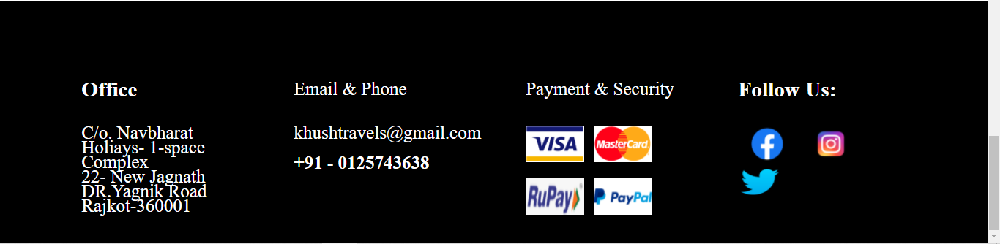 Office
C/o. Navbharat
Holiays- 1-space
Complex
22- New Jagnath
DR.Yagnik Road
Rajkot-360001
Email & Phone
khushtravels@gmail.com
+91 - 0125743638
Payment & Security
VISA
MasterCard
RuPay
PayPal
Follow Us: